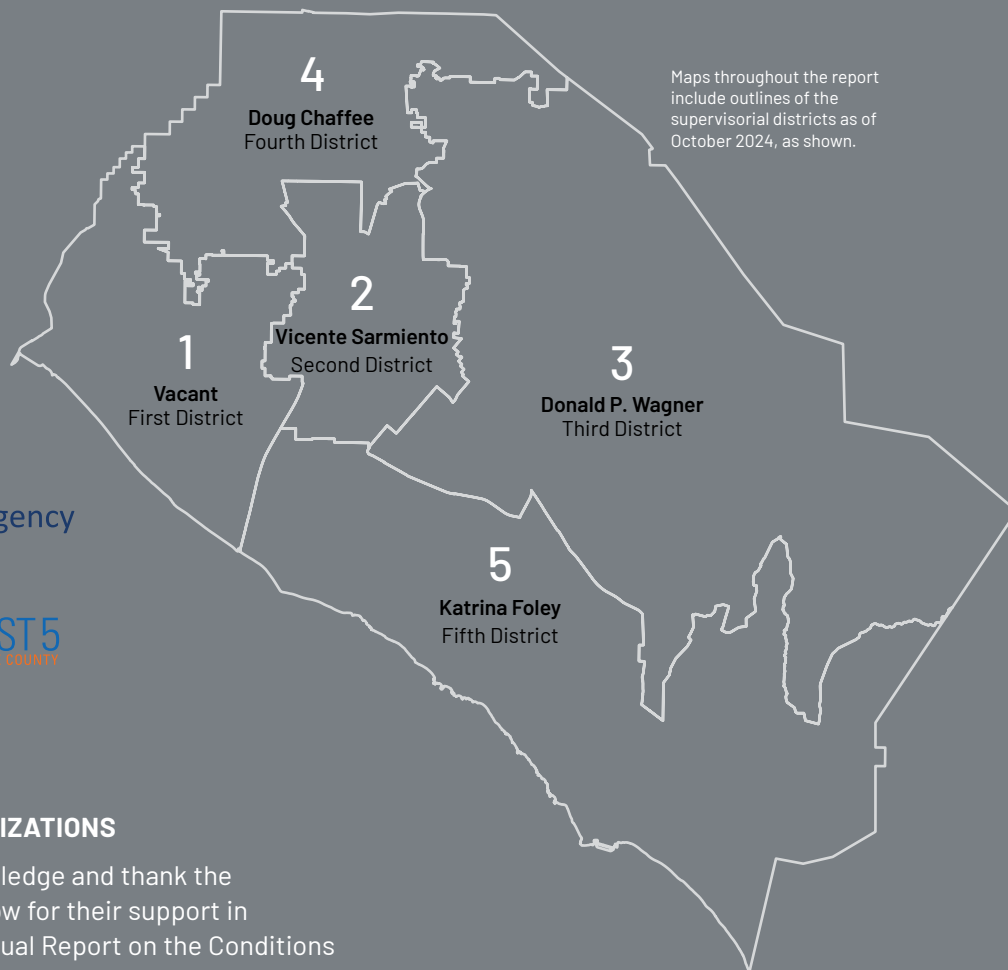 4
Doug Chaffee
Fourth District
Maps throughout the report
include outlines of the
supervisorial districts as of
October 2024, as shown.
2
Vicente Sarmiento
Second District
1
Vacant
First District
3
Donald P. Wagner
Third District
gency
5
Katrina Foley
Fifth District
ST 5
COUNTY
IZATIONS
ledge and thank the
ow for their support in
ual Report on the Conditions